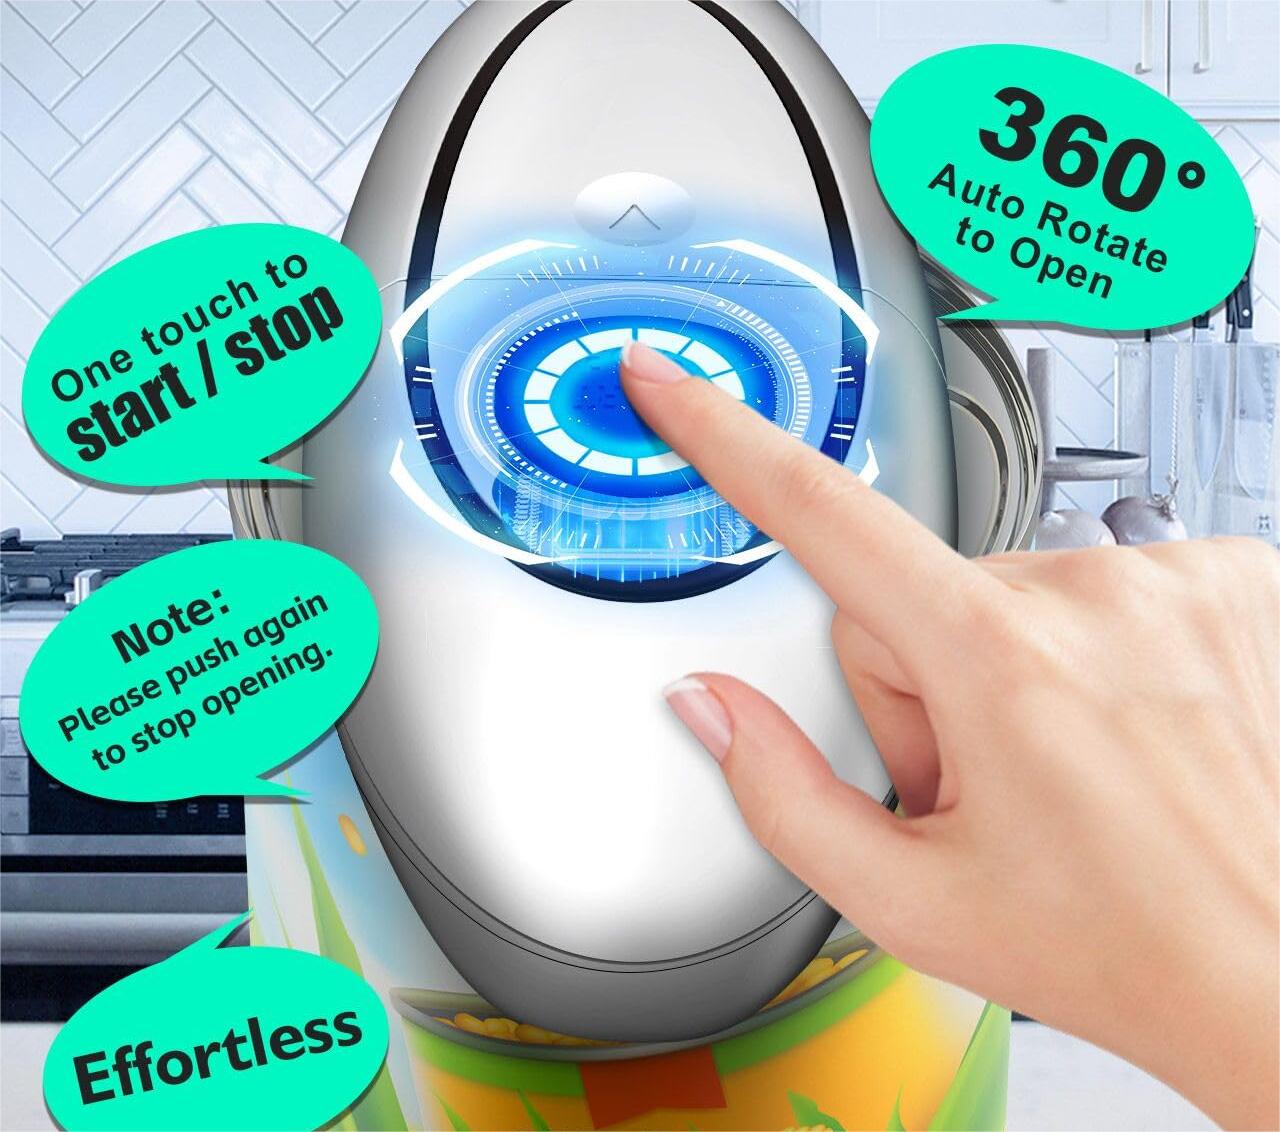 360°
Auto Rotate
to Open
One touch to
start / stop
Note:
Please push again
to stop opening.
Effortless